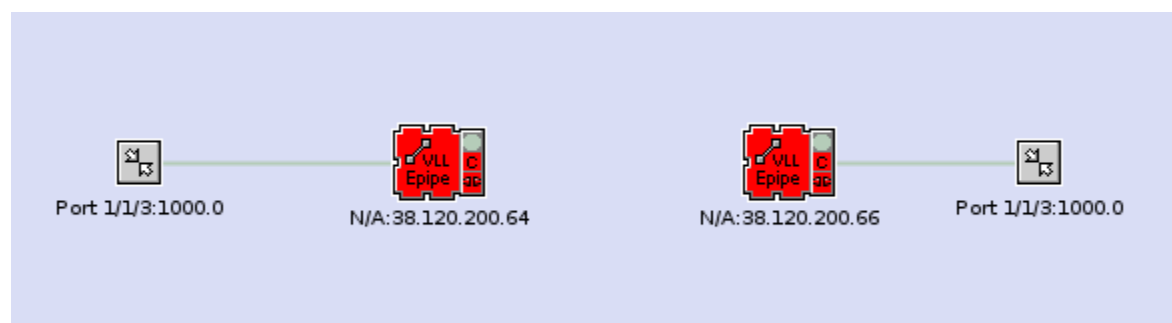 VLL
Epipe
C
VLL
Epipe
C
Port 1/1/3:1000.0
N/A:38.120.200.64
N/A:38.120.200.66
Port 1/1/3:1000.0